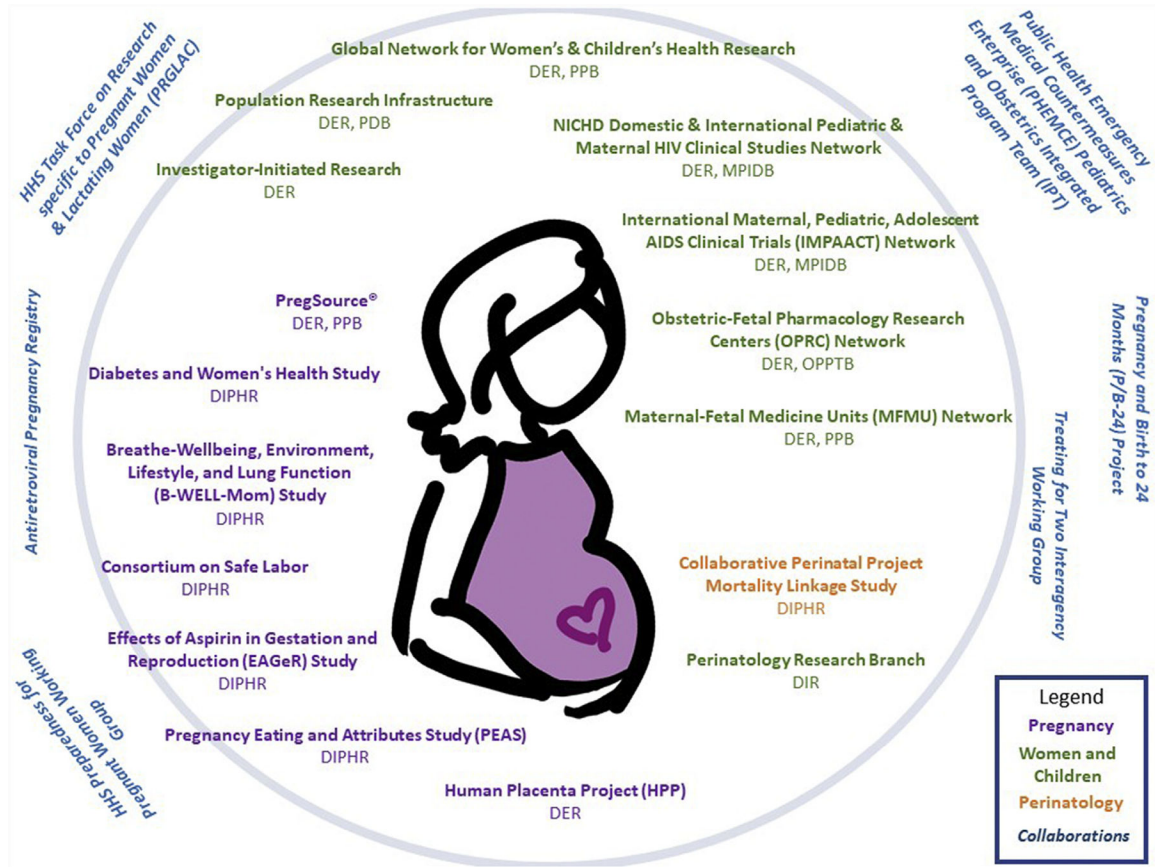 HHS Task Force on Research
specific to Pregnant Women
& Lactating Women (PRGLAC)
Global Network for Women's & Children's Health Research
DER, PPB
Public Health Emergency
Medical Countermeasures
Enterprise (PHEMCE) Pediatrics
and Obstetrics Integrated
Program Team (IPT)
Population Research Infrastructure
DER, PDB
NICHD Domestic & International Pediatric &
Maternal HIV Clinical Studies Network
DER, MPIDB
Investigator-Initiated Research
DER
International Maternal, Pediatric, Adolescent
AIDS Clinical Trials (IMPAACT) Network
DER, MPIDB
PregSource®
DER, PPB
Obstetric-Fetal Pharmacology Research
Centers (OPRC) Network
DER, OPPTB
Antiretroviral Pregnancy Registry
Pregnancy and Birth to 24
Months (P/B-24) Project
Diabetes and Women's Health Study
DIPHR
Maternal-Fetal Medicine Units (MFMU) Network
DER, PPB
Treating for Two Interagency
Working Group
Breathe-Wellbeing, Environment,
Lifestyle, and Lung Function
(B-WELL-Mom) Study
DIPHR
Consortium on Safe Labor
DIPHR
Collaborative Perinatal Project
Mortality Linkage Study
DIPHR
Effects of Aspirin in Gestation and
Reproduction (EAGeR) Study
DIPHR
Perinatology Research Branch
DIR
HHS Preparedness for
Pregnant Women Working
Group
Pregnancy Eating and Attributes Study (PEAS)
DIPHR
Human Placenta Project (HPP)
DER
Legend
Pregnancy
Women and
Children
Perinatology
Collaborations